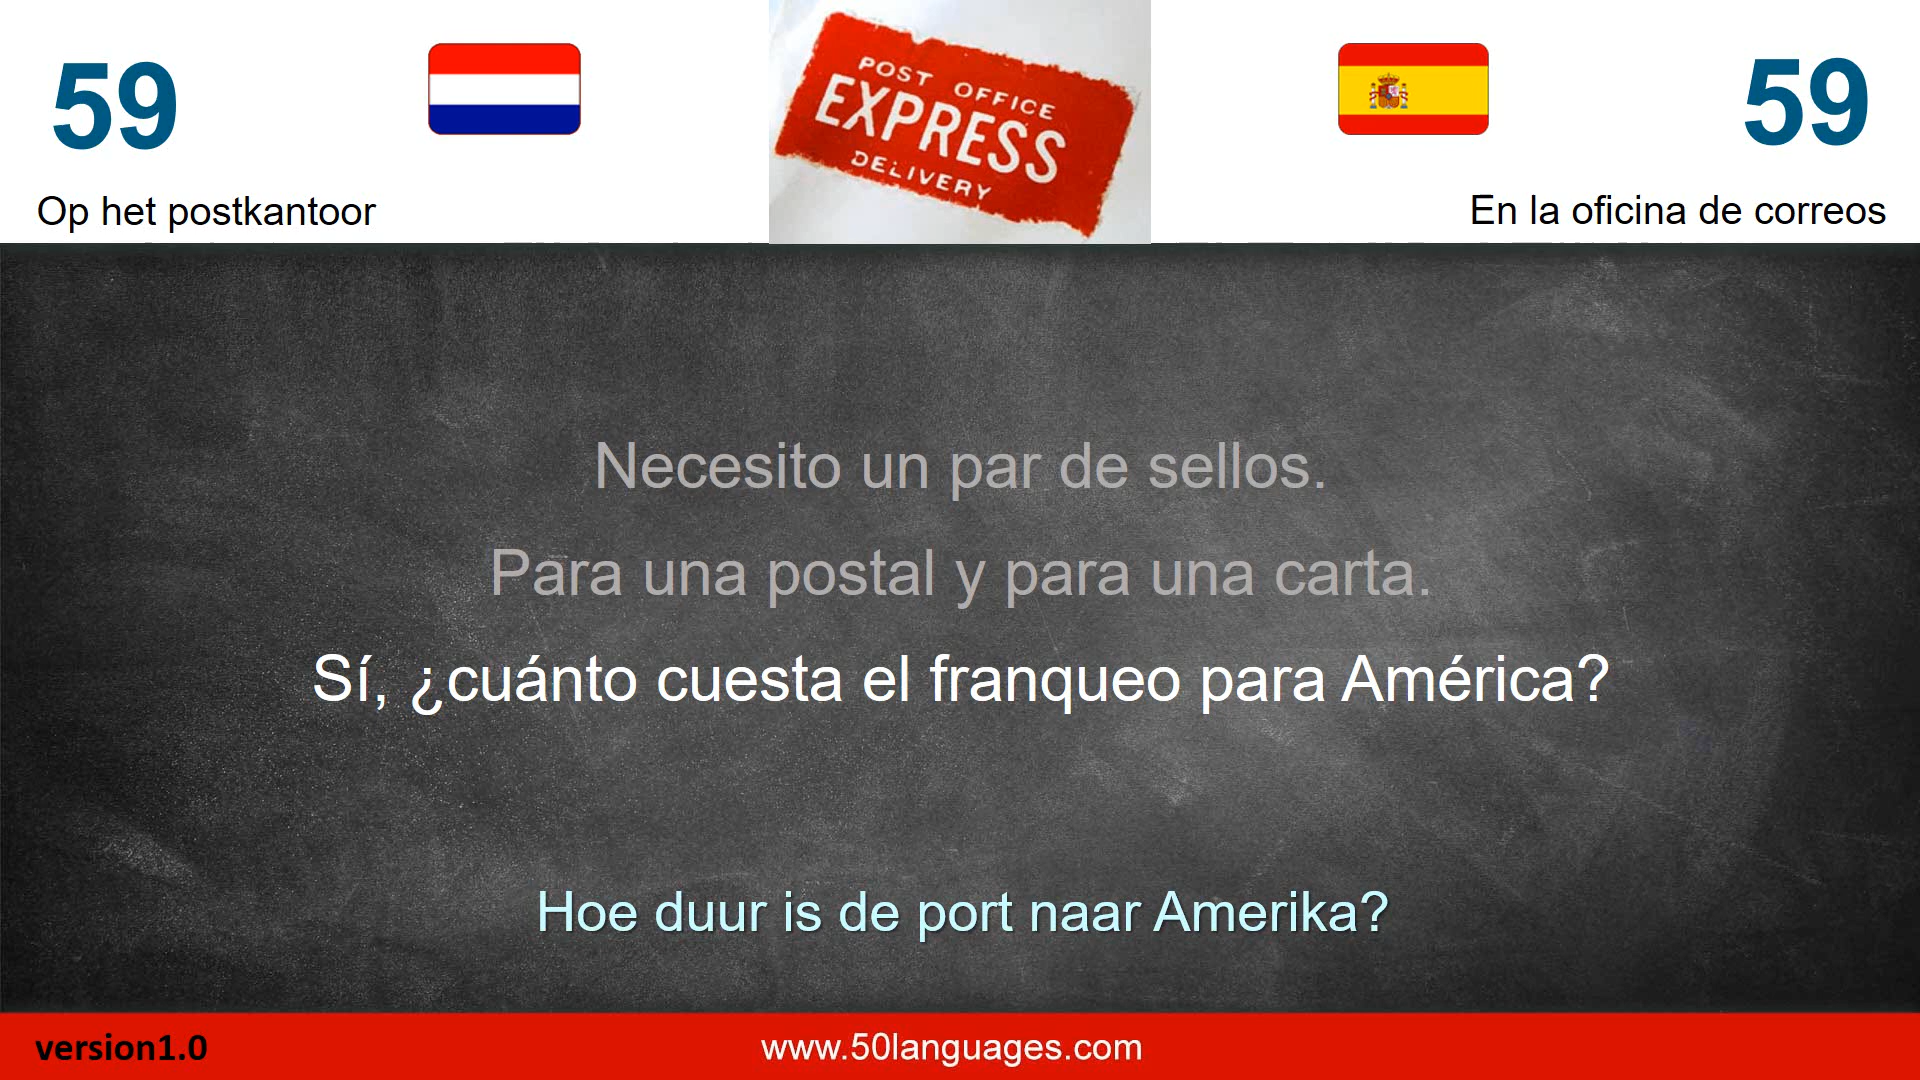 59
59
POST OFFICE
EXPRESS
DELIVERY
Op het postkantoor
En la oficina de correos
Necesito un par de sellos.
Para una postal y para una carta.
Sí, ¿cuánto cuesta el franqueo para América?
Hoe duur is de port naar Amerika?
version1.0
www.50languages.com